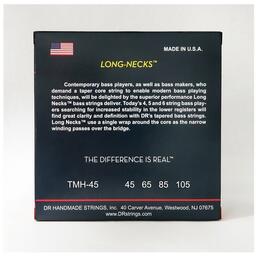 MADE IN U.S.A.
LONG-NECKS™
Contemporary bass players, as well as bass makers, who
demand a taper core string to enable modern bass playing
techniques, will be delighted by the superior performance Long
Necks™ bass strings deliver. Today's 4, 5 and 6 string bass play-
ers searching for increased clarity in the lower registers will
find great clarity and definition with DR's tapered bass strings.
Long Necks™ use a single wrap around the core as the narrow
winding passes over the bridge.
THE DIFFERENCE IS REAL™
TMH-45 45 65 85 105
DR HANDMADE STRINGS, INC. 40 Carver Avenue, Westwood, NJ 07675
www.DRstrings.com